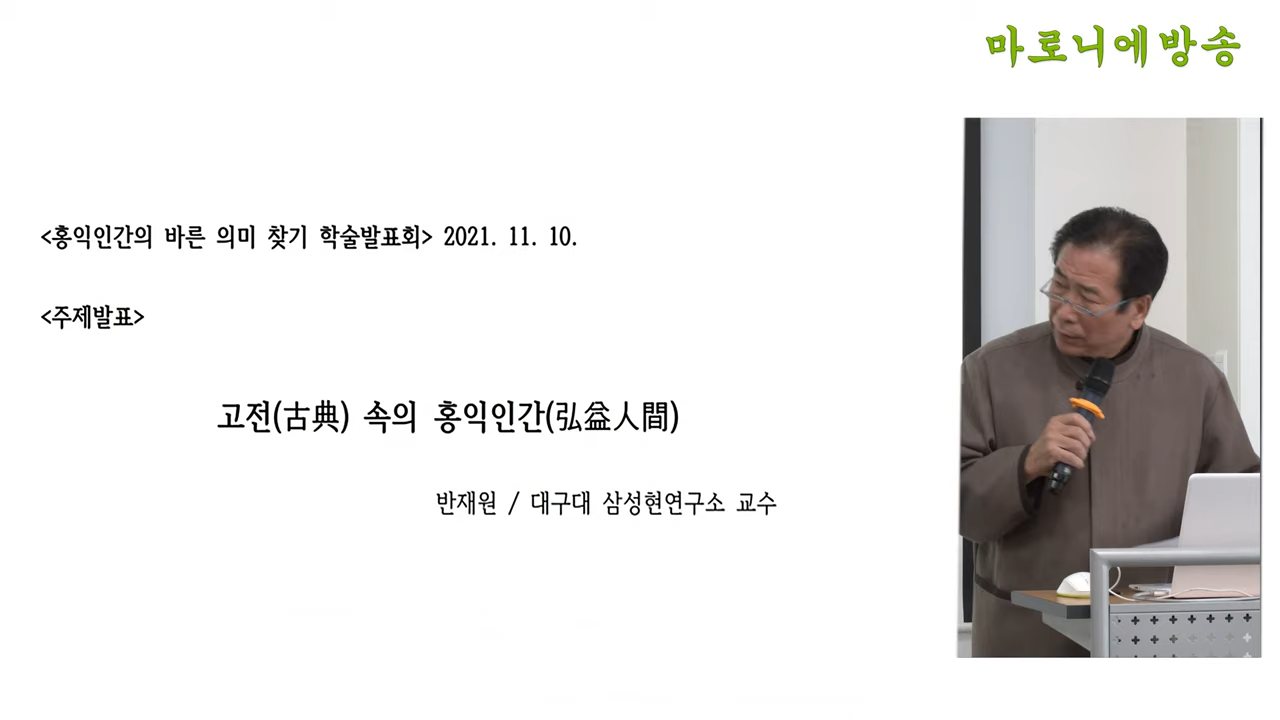 마로니에방송
<홍익인간의 바른 의미 찾기 학술발표회> 2021. 11. 10.
<주제발표>
고전(古典) 속의 홍익인간(弘益人間)
반재원 / 대구대 삼성현연구소 교수